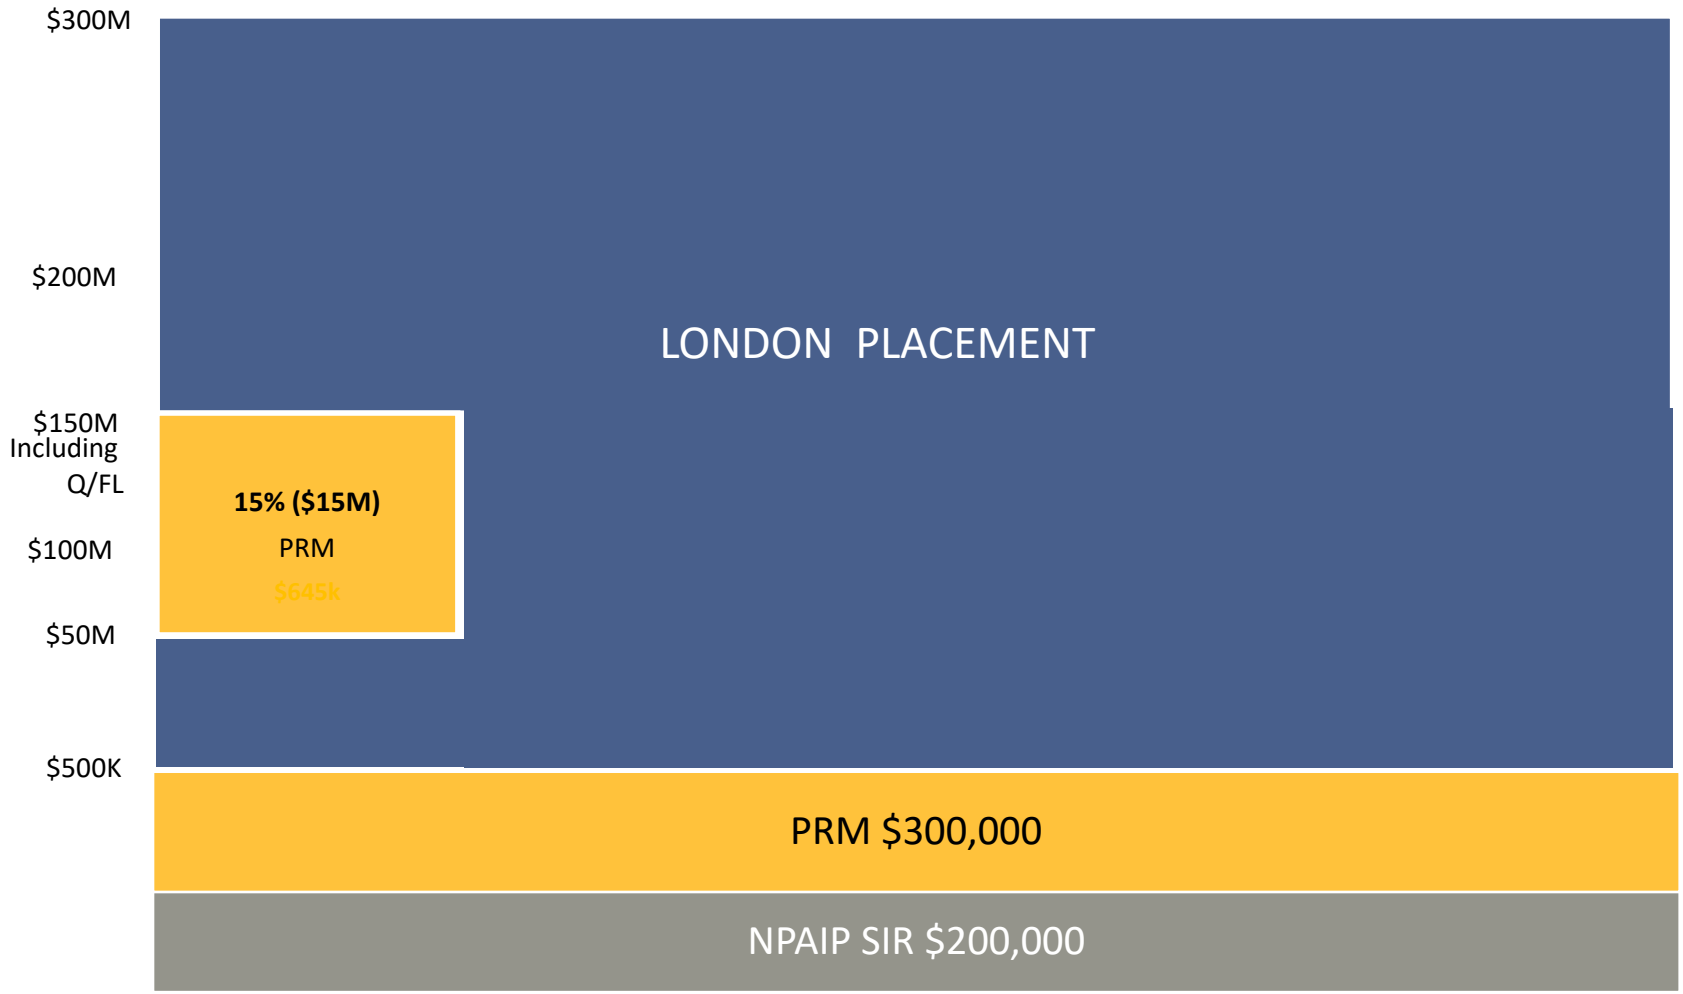 $300M
$200M
LONDON PLACEMENT
$150M
Including
Q/FL
15% ($15M)
$100M
PRM
$645k
$50M
$500K
PRM $300,000
NPAIP SIR $200,000